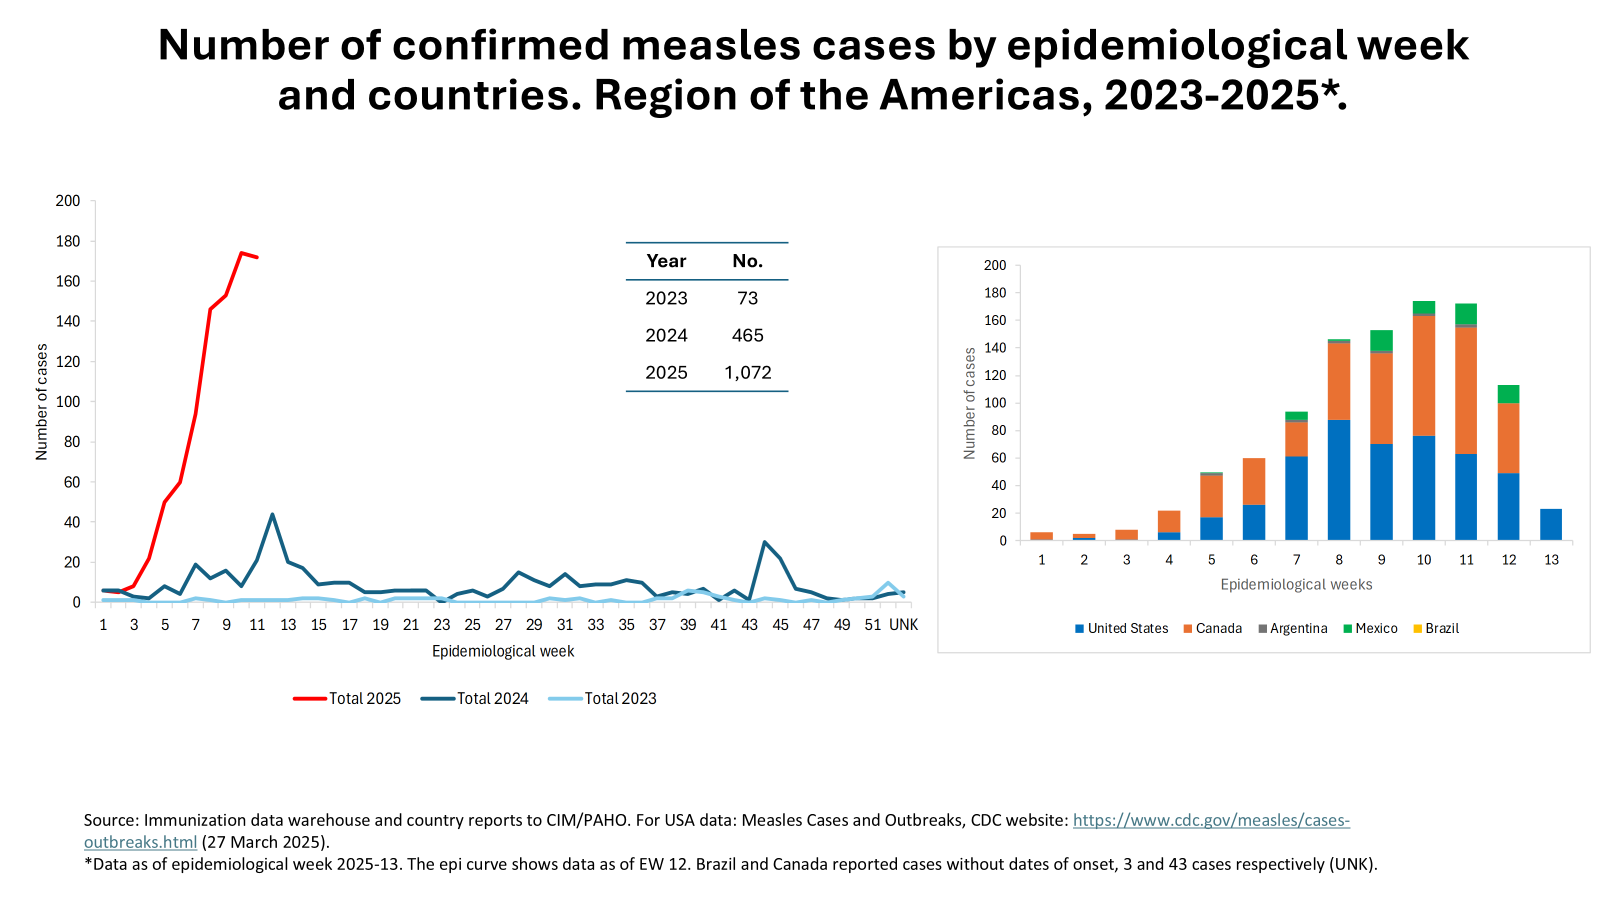 Number of confirmed measles cases by epidemiological week
and countries. Region of the Americas, 2023-2025*.
200
180
160
140
120
100
80
60
40
20
0
Number of cases
1 3 5 7 9 11 13 15 17 19 21 23 25 27 29 31 33 35 37 39 41 43 45 47 49 51 UNK
Epidemiological week
Total 2025 Total 2024 Total 2023
Year No.
2023 73
2024 465
2025 1,072
200
180
160
140
120
100
80
60
40
20
0
Number of cases
1 2 3 4 5 6 7 8 9 10 11 12 13
Epidemiological weeks
United States Canada Argentina Mexico Brazil
Source: Immunization data warehouse and country reports to CIM/PAHO. For USA data: Measles Cases and Outbreaks, CDC website: https://www.cdc.gov/measles/cases-
outbreaks.html (27 March 2025).
*Data as of epidemiological week 2025-13. The epi curve shows data as of EW 12. Brazil and Canada reported cases without dates of onset, 3 and 43 cases respectively (UNK).